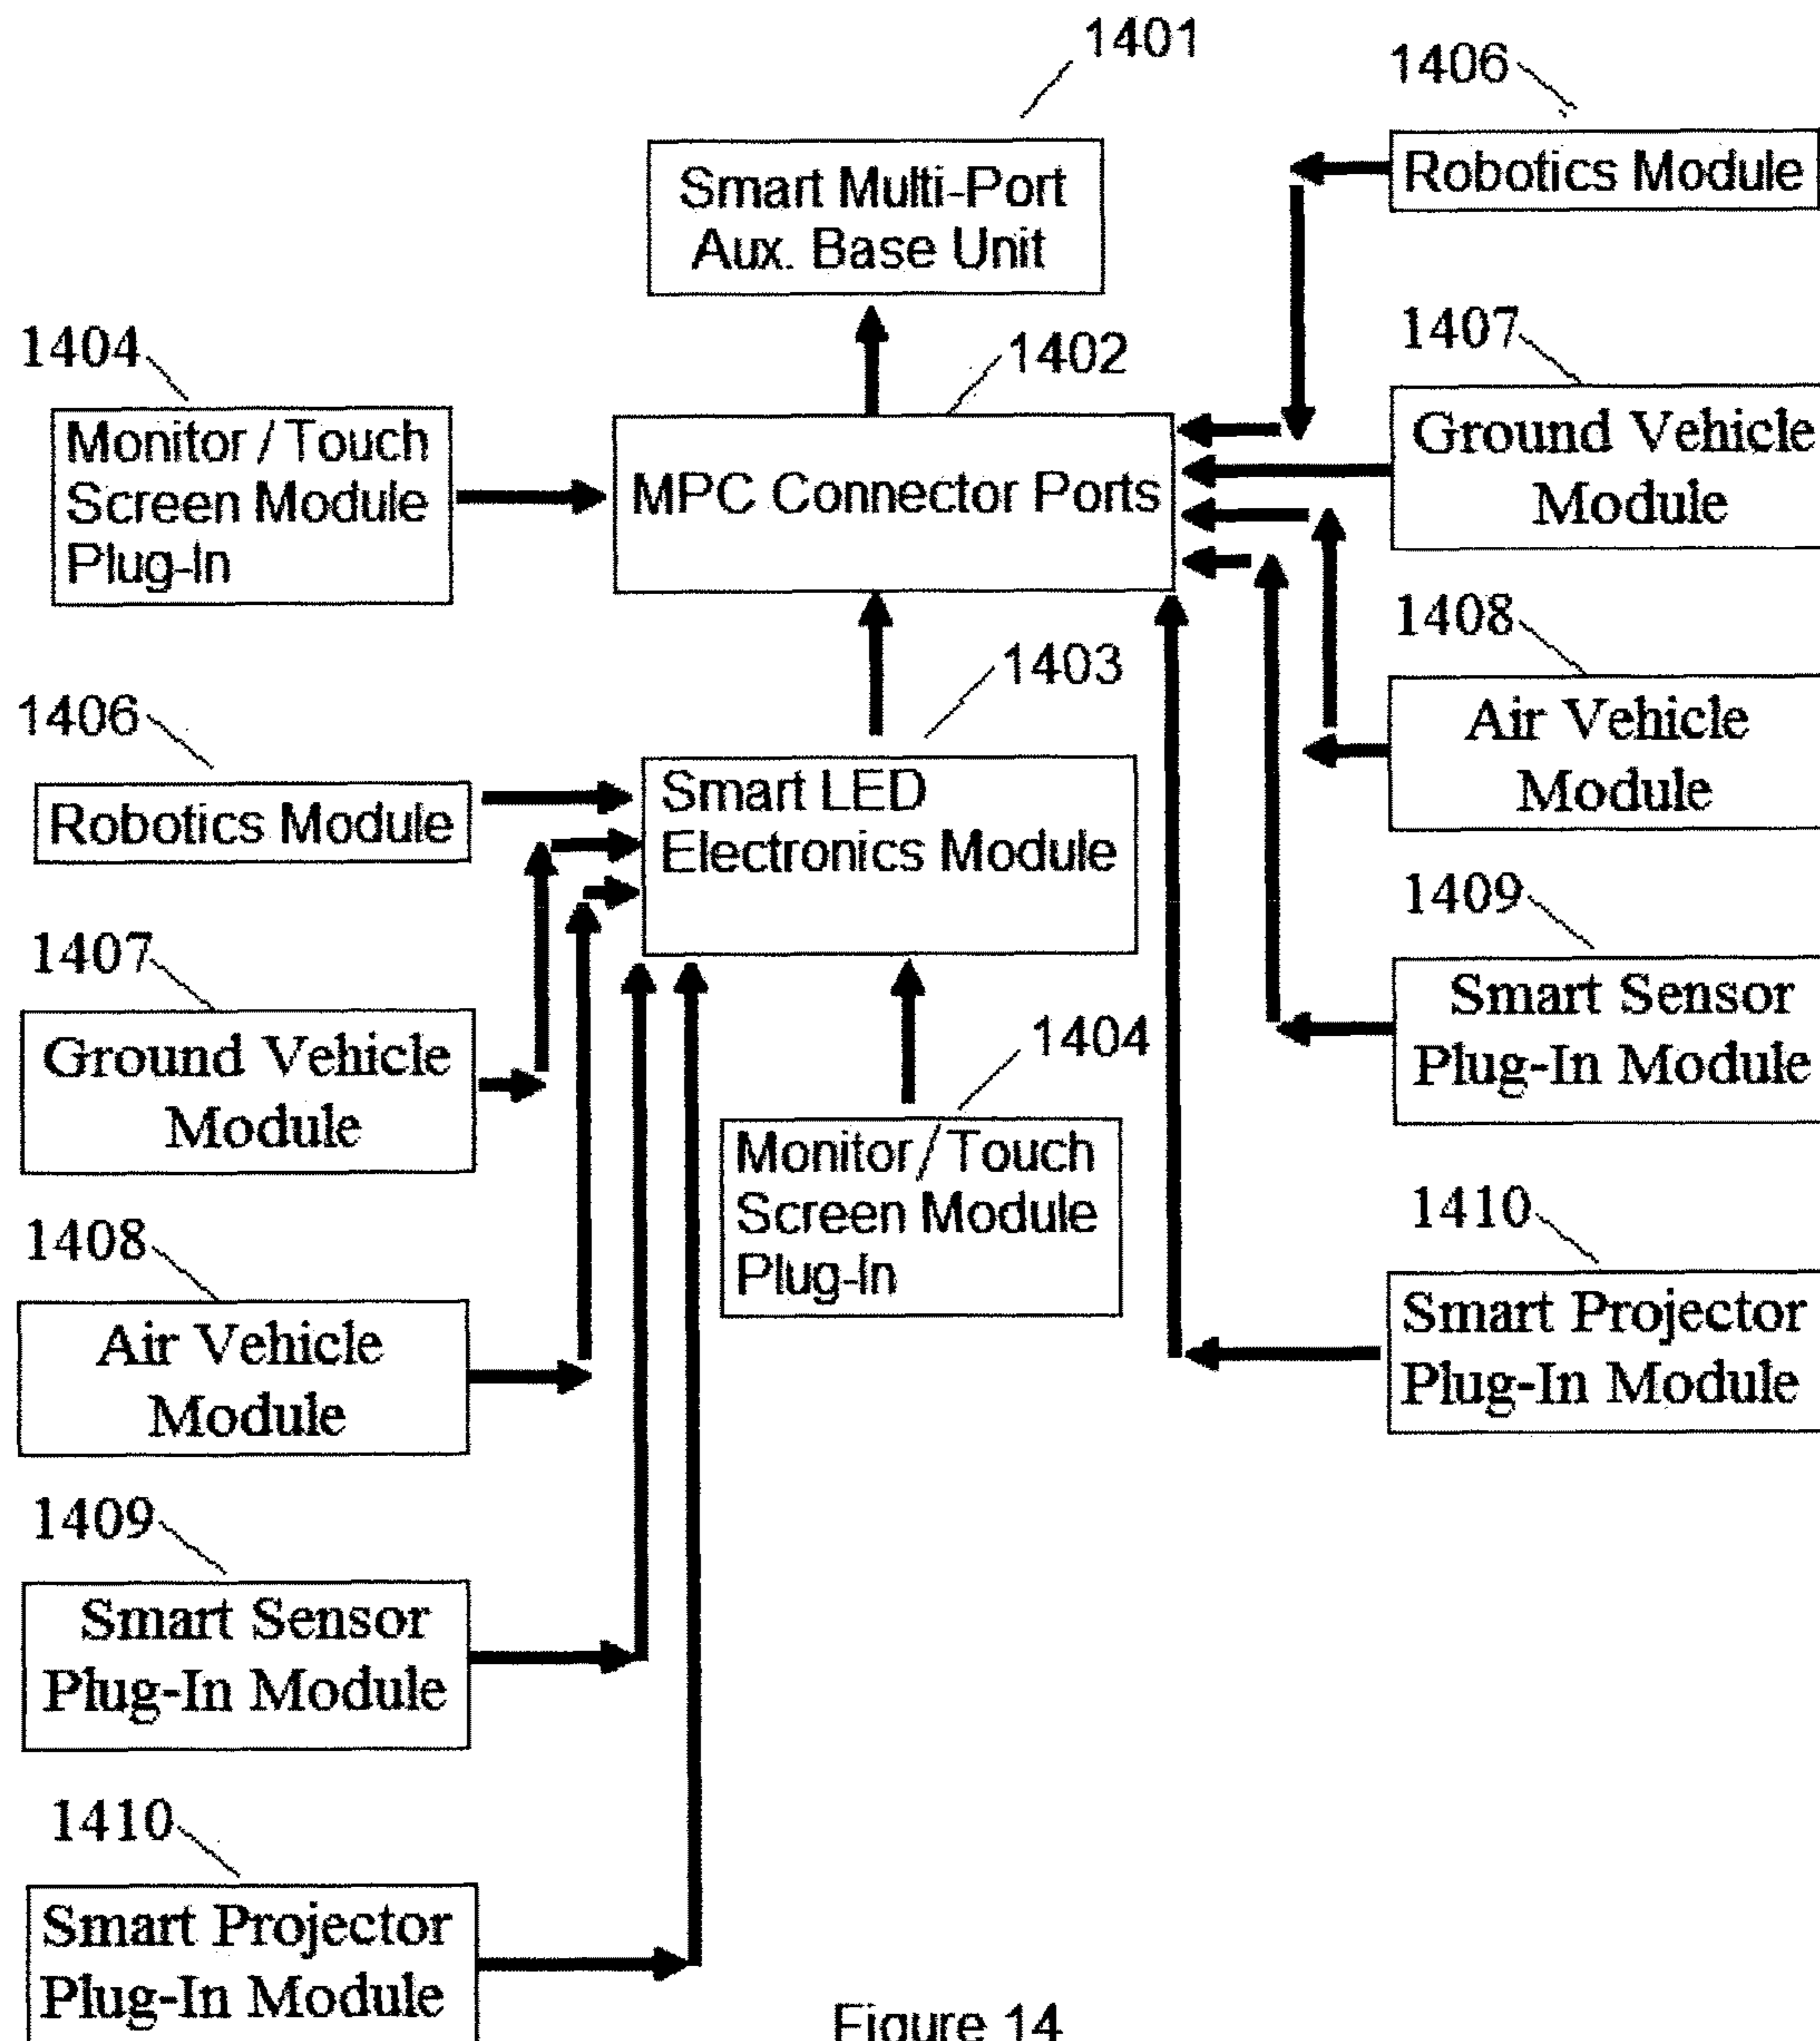 1401
Smart Multi-Port
Aux. Base Unit
1406
Robotics Module
1404
Monitor / Touch
Screen Module
Plug-In
1402
MPC Connector Ports
1407
Ground Vehicle
Module
1408
Air Vehicle
Module
1406
Robotics Module
1403
Smart LED
Electronics Module
1407
Ground Vehicle
Module
1404
Monitor / Touch
Screen Module
Plug-In
1409
Smart Sensor
Plug-In Module
1410
Smart Projector
Plug-In Module
1408
Air Vehicle
Module
1409
Smart Sensor
Plug-In Module
1410
Smart Projector
Plug-In Module
Figure 14